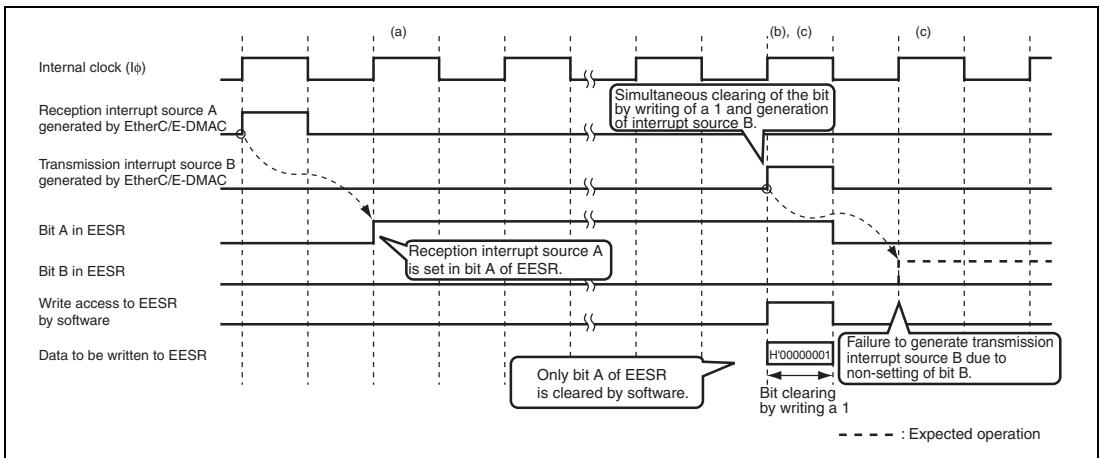 (a)
(b), (c)
(c)
Internal clock (Iϕ)
Simultaneous clearing of the bit
by writing of a 1 and generation
of interrupt source B.
Reception interrupt source A
generated by EtherC/E-DMAC
Transmission interrupt source B
generated by EtherC/E-DMAC
Bit A in EESR
Reception interrupt source A
is set in bit A of EESR.
Bit B in EESR
Write access to EESR
by software
Failure to generate transmission
interrupt source B due to
non-setting of bit B.
Data to be written to EESR
H'00000001
Only bit A of EESR
is cleared by software.
Bit clearing
by writing a 1
: Expected operation